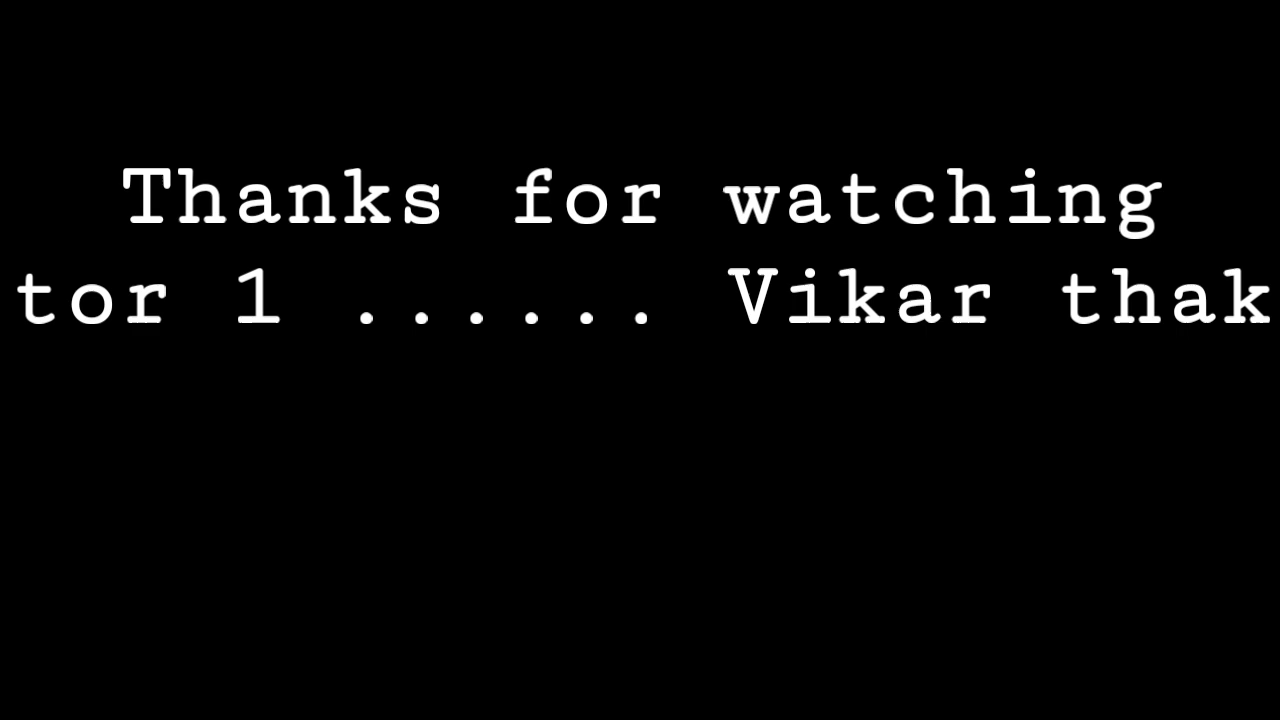 Thanks for watching
tor 1 ...... Vikar thak